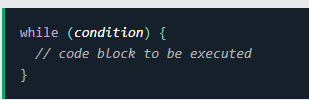 while (condition) {
  // code block to be executed
}